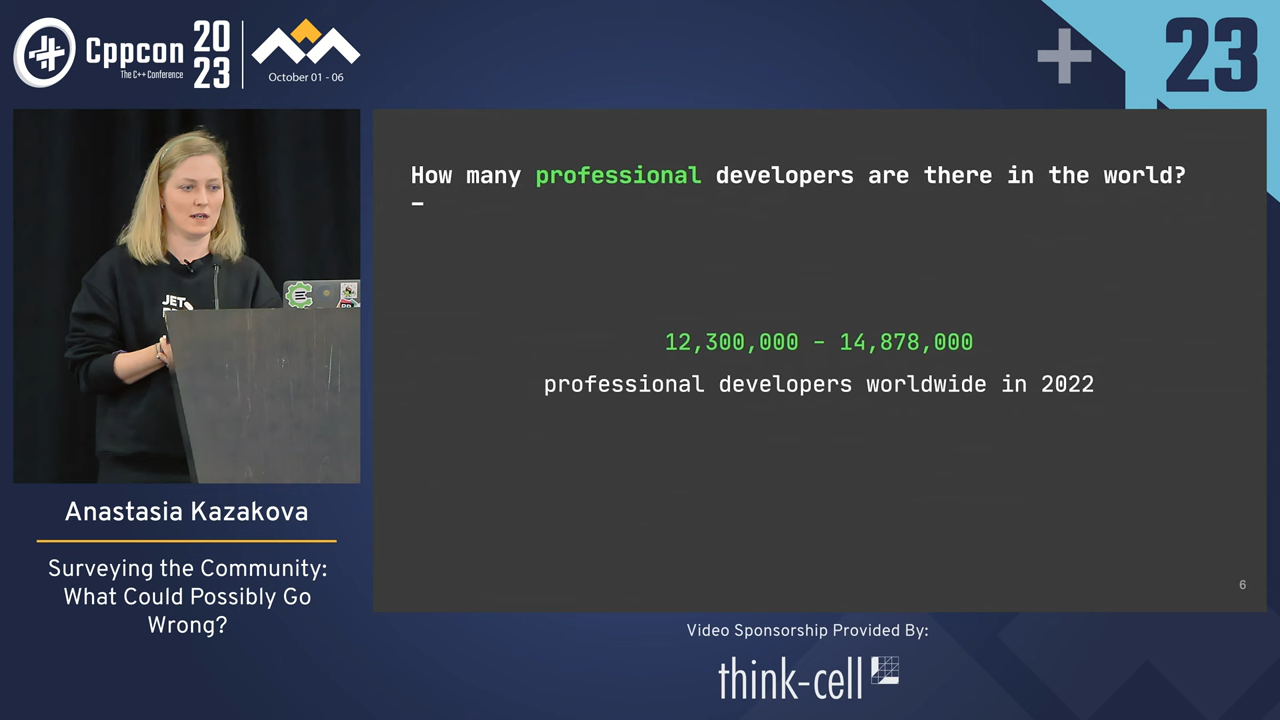 Cppcon
The C++ Conference
20
23
October 01 - 06
23
JET
How many professional developers are there in the world?
–
12,300,000 – 14,878,000
professional developers worldwide in 2022
6
Anastasia Kazakova
Surveying the Community:
What Could Possibly Go
Wrong?
Video Sponsorship Provided By:
think-cell